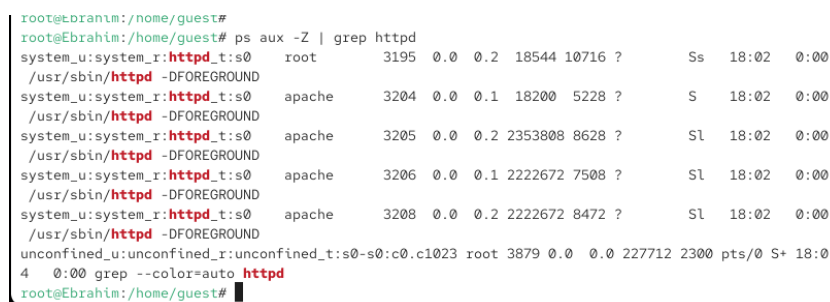 root@Ebrahim:/home/guest#
root@Ebrahim:/home/guest# ps aux -Z | grep httpd
system_u:system_r:httpd_t:s0 root 3195 0.0 0.2 18544 10716 ? Ss 18:02 0:00
/usr/sbin/httpd -DFOREGROUND
system_u:system_r:httpd_t:s0 apache 3204 0.0 0.1 18200 5228 ? S 18:02 0:00
/usr/sbin/httpd -DFOREGROUND
system_u:system_r:httpd_t:s0 apache 3205 0.0 0.2 2353808 8628 ? Sl 18:02 0:00
/usr/sbin/httpd -DFOREGROUND
system_u:system_r:httpd_t:s0 apache 3206 0.0 0.1 2222672 7508 ? Sl 18:02 0:00
/usr/sbin/httpd -DFOREGROUND
system_u:system_r:httpd_t:s0 apache 3208 0.0 0.2 2222672 8472 ? Sl 18:02 0:00
/usr/sbin/httpd -DFOREGROUND
unconfined_u:unconfined_r:unconfined_t:s0-s0:c0.c1023 root 3879 0.0 0.0 227712 2300 pts/0 S+ 18:0
4 0:00 grep --color=auto httpd
root@Ebrahim:/home/guest#